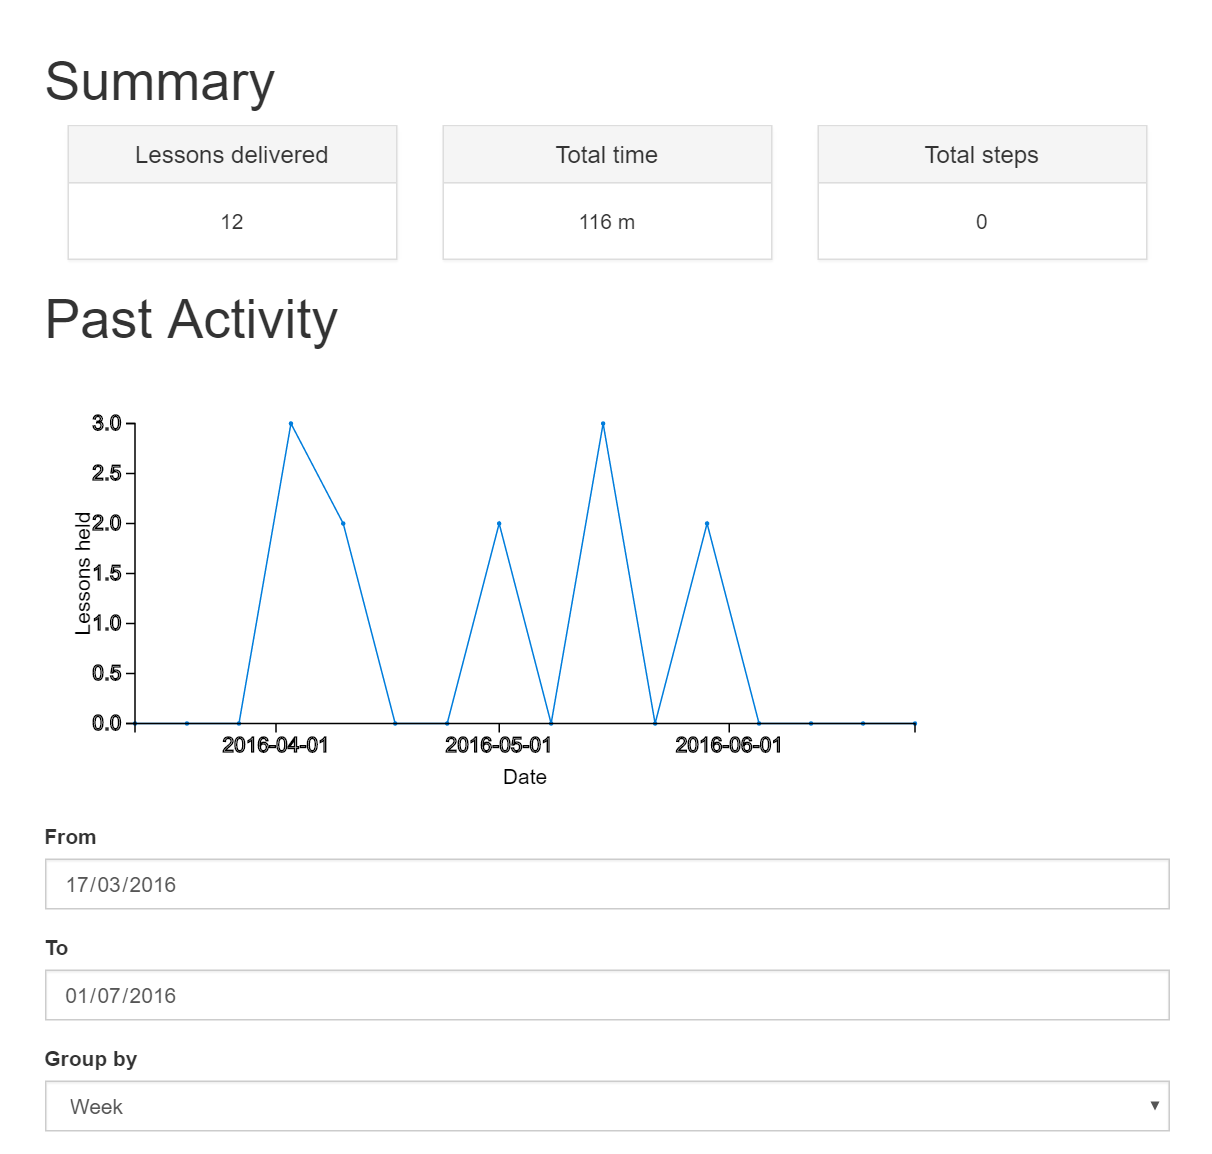 Summary
Lessons delivered
Total time
Total steps
12
116 m
0
Past Activity
3.0
2.5
2.0
1.5
1.0
0.5
0.0
Lessons held
2016-04-01
2016-05-01
2016-06-01
Date
From
17/03/2016
To
01/07/2016
Group by
Week